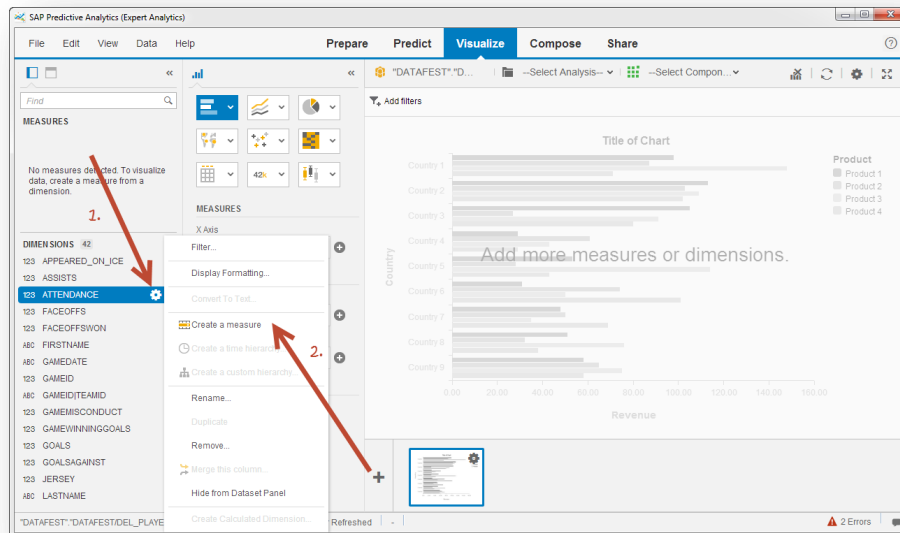 SAP Predictive Analytics (Expert Analytics)
File Edit View Data Help Prepare Predict Visualize Compose Share
"DATAFEST"."D... --Select Analysis-- --Select Compon...
Find
Add filters
MEASURES
No measures detected. To visualize
data, create a measure from a
dimension.
1.
42K
MEASURES
X Axis
DIMENSIONS 42
123 APPEARED_ON_ICE
123 ASSISTS
123 ATTENDANCE
123 FACEOFFS
123 FACEOFFSWON
ABC FIRSTNAME
ABC GAMEDATE
123 GAMEID
ABC GAMEID|TEAMID
123 GAMEMISCONDUCT
123 GAMEWINNINGGOALS
123 GOALS
123 GOALSAGAINST
123 JERSEY
ABC LASTNAME
Filter...
Display Formatting...
Convert To Text...
Create a measure
Create a time hierarchy
2.
Create a custom hierarchy
Rename...
Duplicate
Remove...
Merge this column...
Hide from Dataset Panel
Create Calculated Dimension...
Title of Chart
Product
Product 1
Product 2
Product 3
Product 4
Country
Country 1
Country 2
Country 3
Country 4
Country 5
Country 6
Country 7
Country 8
Country 9
Add more measures or dimensions.
0.00 20.00 40.00 60.00 80.00 100.00 120.00 140.00 160.00
Revenue
"DATAFEST"."DATAFEST/DEL_PLAYE Refreshed - 2 Errors